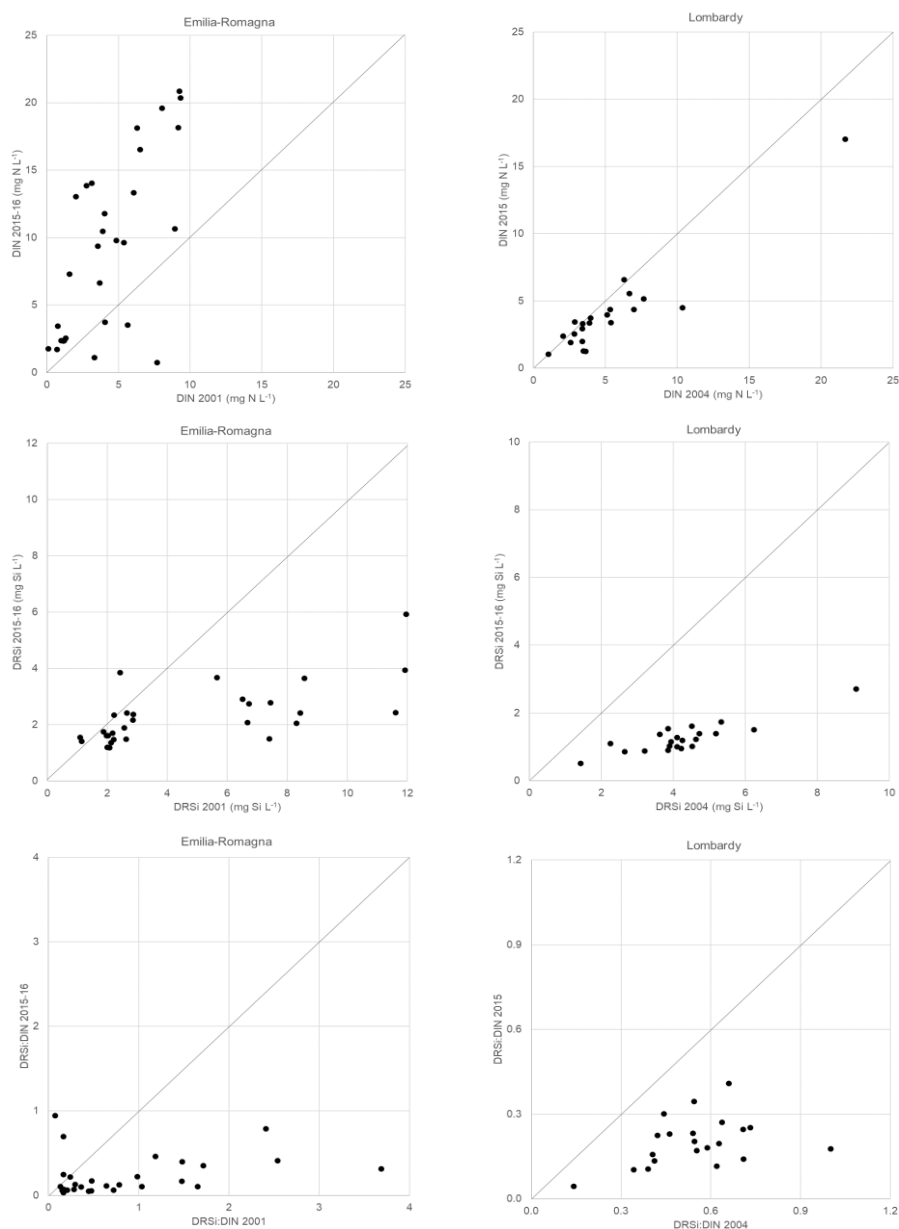 Emilia-Romagna
25
20
15
10
5
0
DIN 2015-16 (mg N L⁻¹)
0 5 10 15 20 25
DIN 2001 (mg N L⁻¹)
Lombardy
25
20
15
10
5
0
DIN 2015 (mg N L⁻¹)
0 5 10 15 20 25
DIN 2004 (mg N L⁻¹)
Emilia-Romagna
12
10
8
6
4
2
0
DRSi 2015-16 (mg Si L⁻¹)
0 2 4 6 8 10 12
DRSi 2001 (mg Si L⁻¹)
Lombardy
10
8
6
4
2
0
DRSi 2015-16 (mg Si L⁻¹)
0 2 4 6 8 10
DRSi 2004 (mg Si L⁻¹)
Emilia-Romagna
4
3
2
1
0
DRSi:DIN 2015-16
0 1 2 3 4
DRSi:DIN 2001
Lombardy
1.2
0.9
0.6
0.3
0.0
DRSi:DIN 2015
0.0 0.3 0.6 0.9 1.2
DRSi:DIN 2004